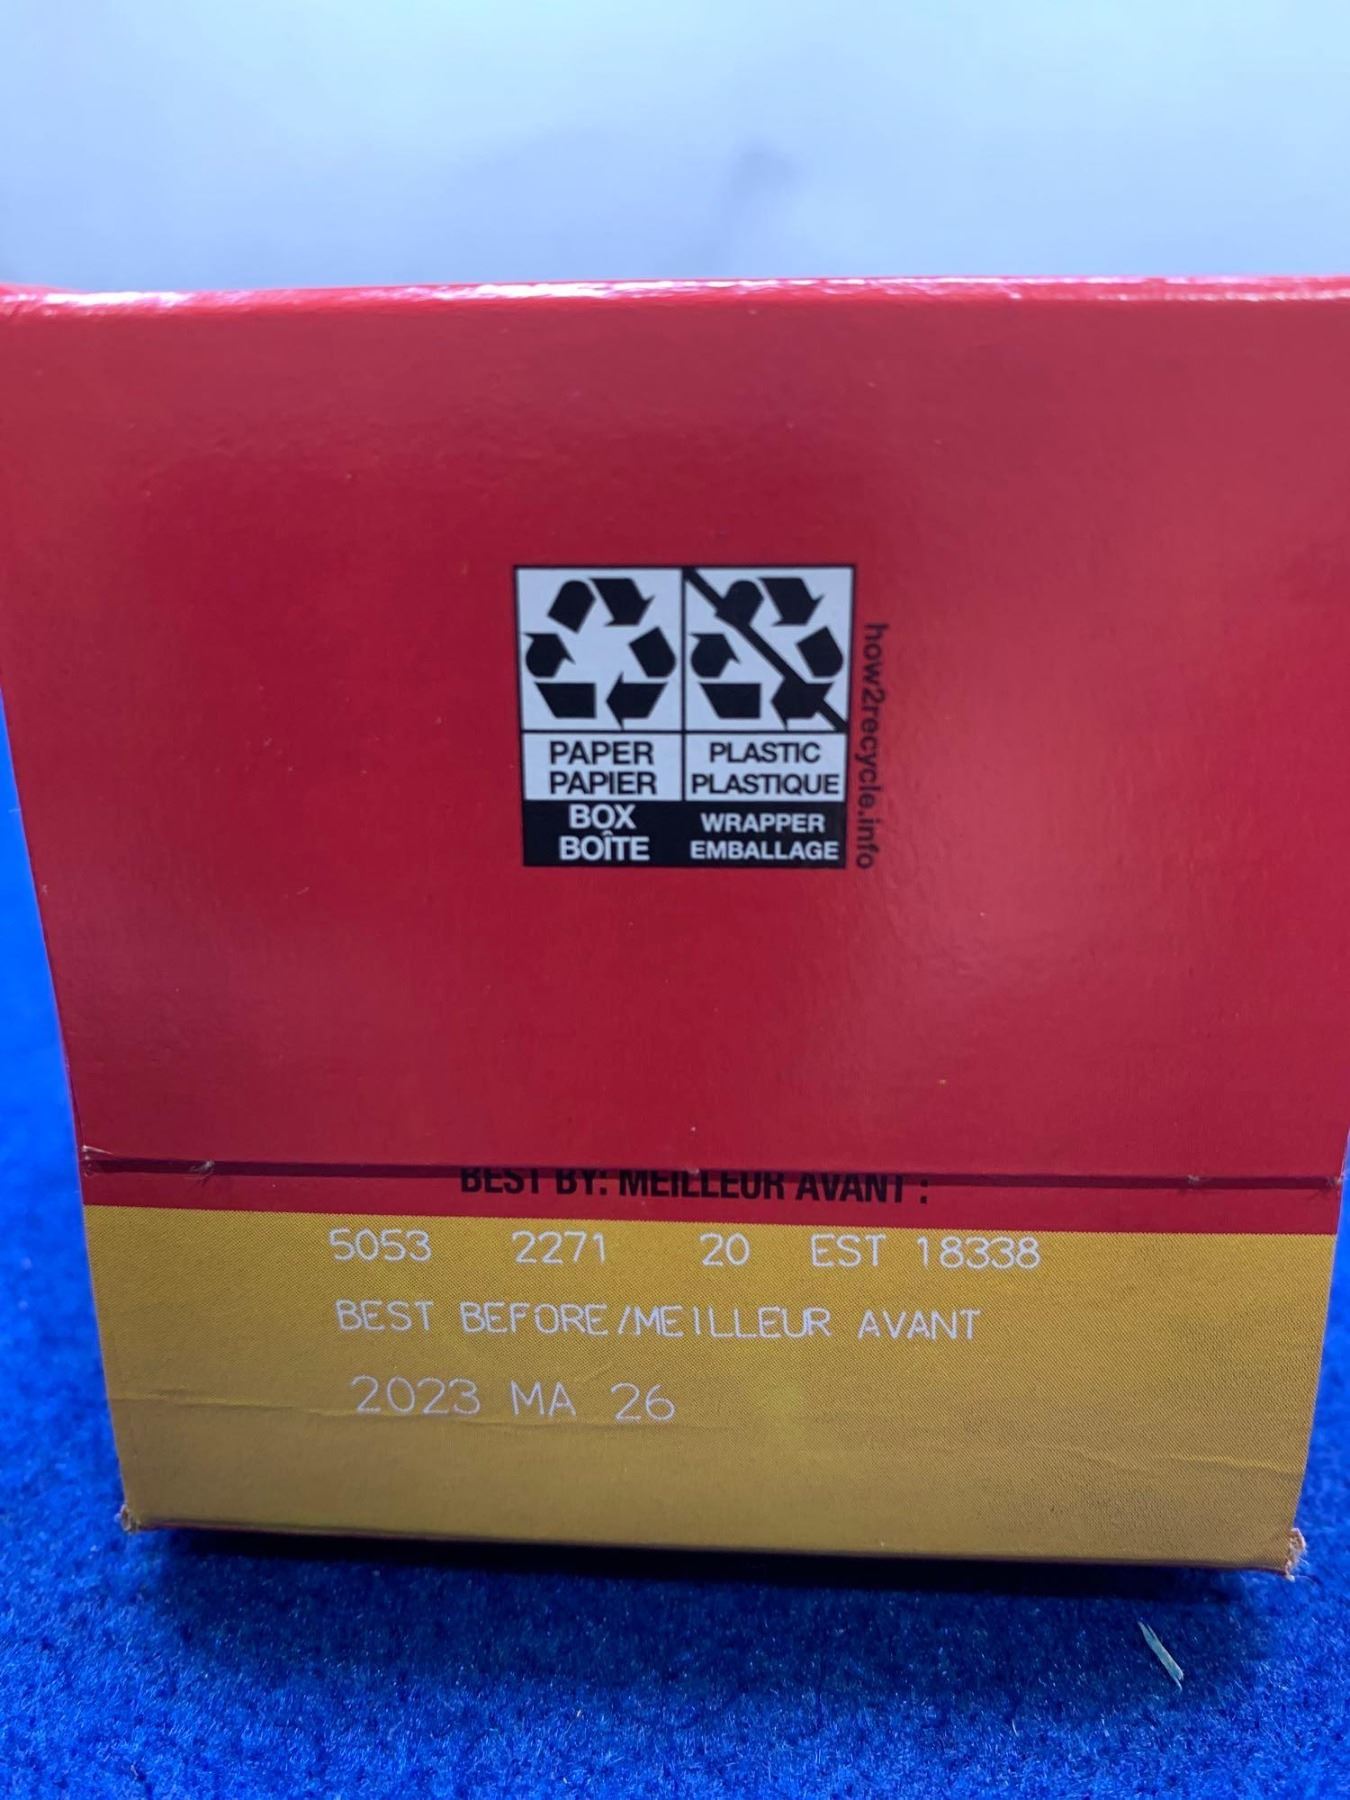 PAPER
PAPIER
BOX
BOÎTE
PLASTIC
PLASTIQUE
WRAPPER
EMBALLAGE
how2recycle.info
BEST BY: MEILLEUR AVANT :
5053 2271 20 EST 18338
BEST BEFORE/MEILLEUR AVANT
2023 MA 26